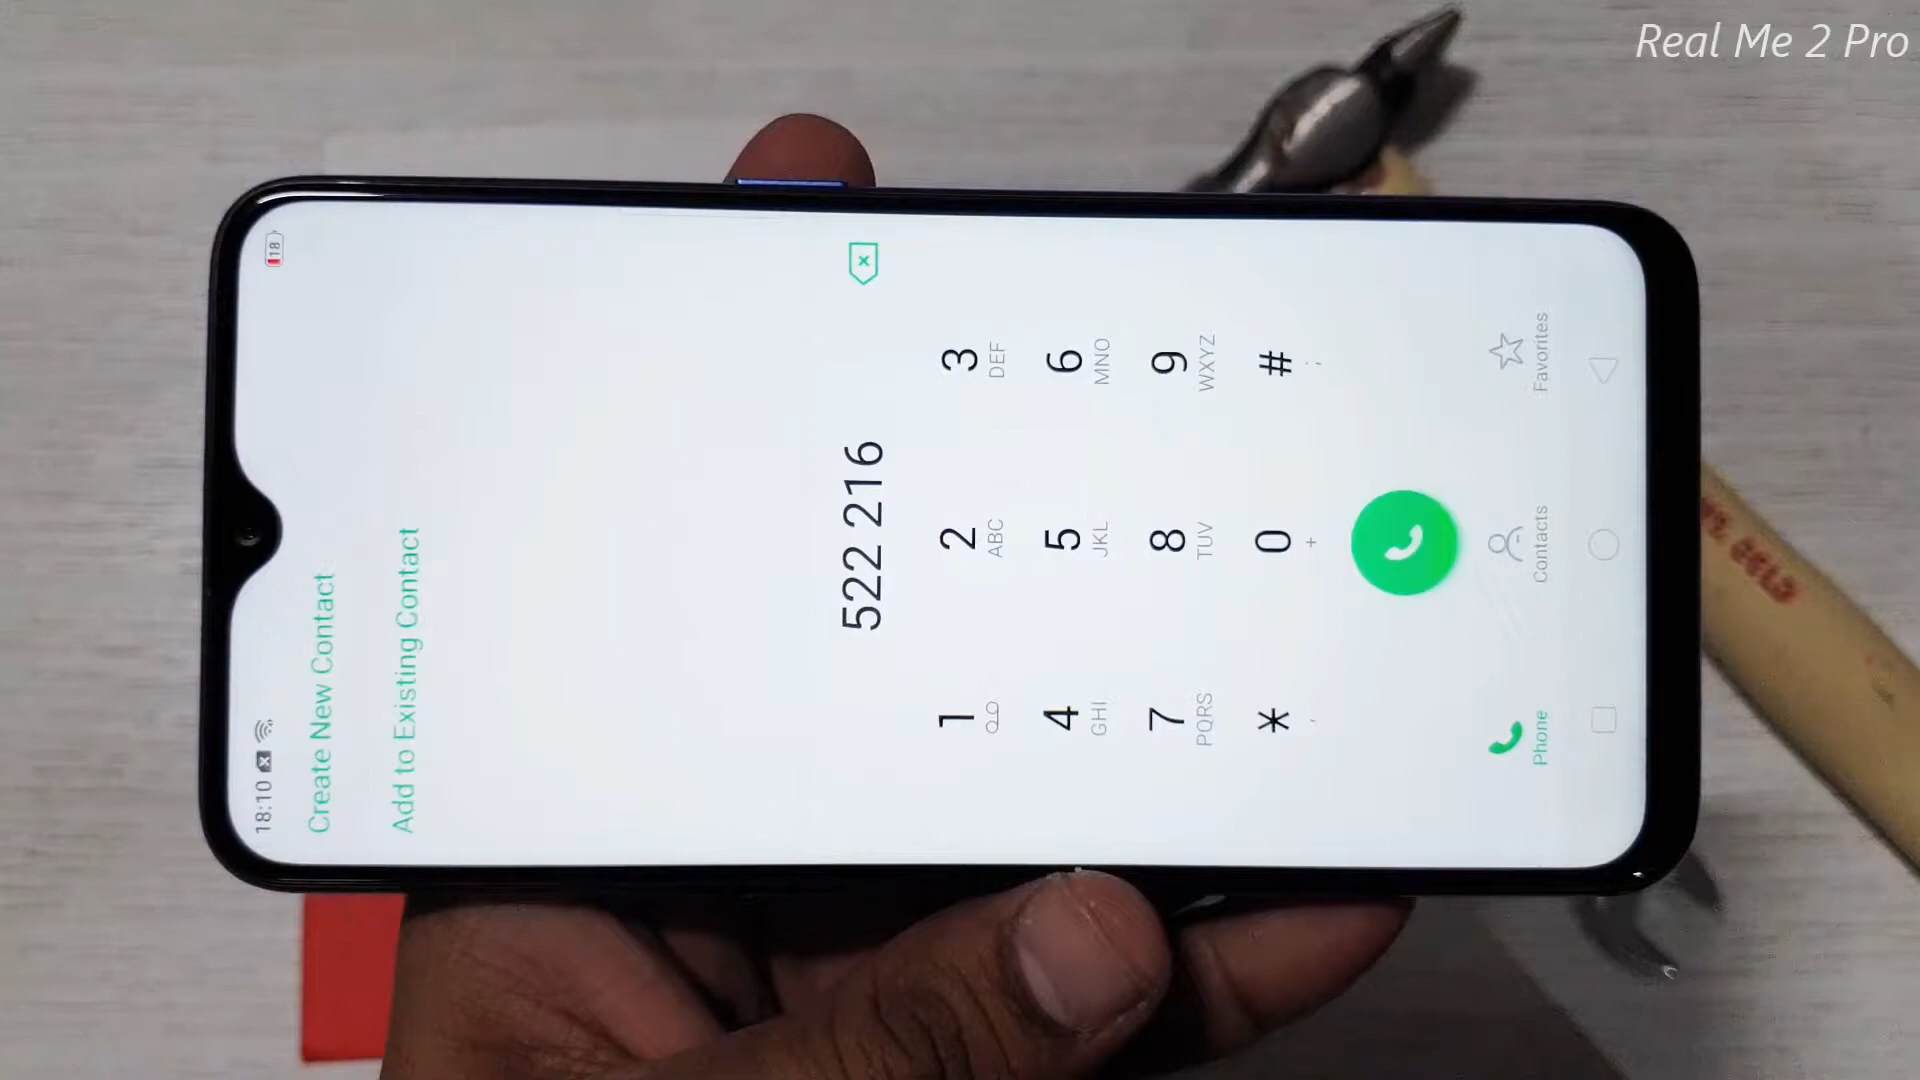 Real Me 2 Pro
18:10
18
Create New Contact
Add to Existing Contact
522 216
1
2 ABC
3 DEF
4 GHI
5 JKL
6 MNO
7 PQRS
8 TUV
9 WXYZ
* ,
0 +
# ;
Phone
Contacts
Favorites